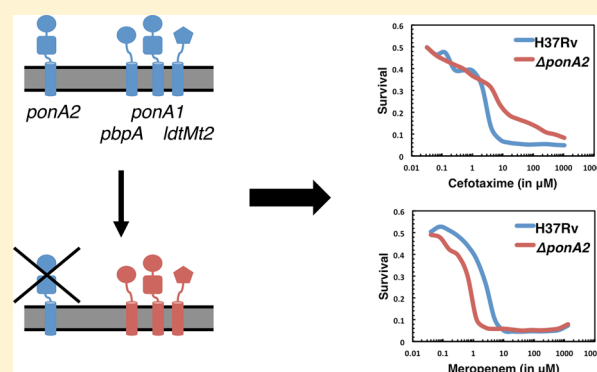 ponA2
ponA1
pbpA ldtMt2
0.6
0.5
0.4
0.3
0.2
0.1
0
Survival
H37Rv
ΔponA2
0.01 0.1 1 10 100 1000
Cefotaxime (in μM)
0.6
0.5
0.4
0.3
0.2
0.1
0
Survival
H37Rv
ΔponA2
0.01 0.1 1 10 100 1000
Meropenem (in μM)